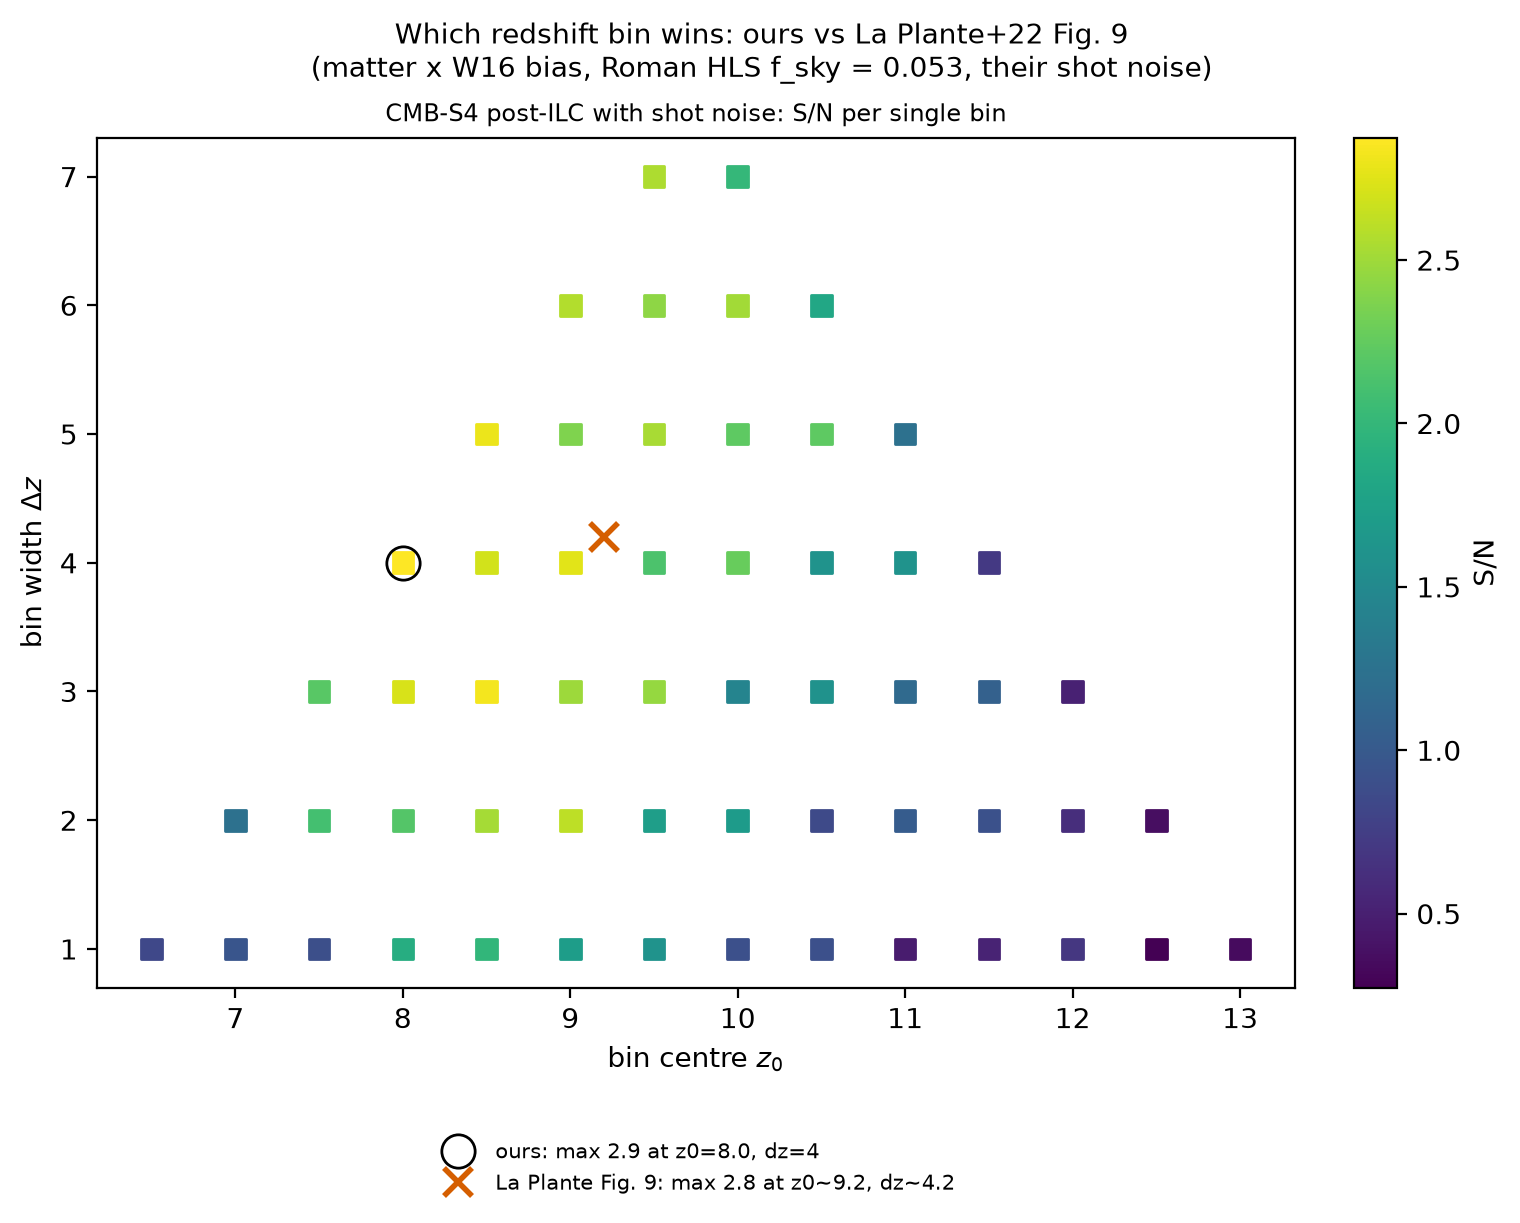 Which redshift bin wins: ours vs La Plante+22 Fig. 9
(matter x W16 bias, Roman HLS f_sky = 0.053, their shot noise)
CMB-S4 post-ILC with shot noise: S/N per single bin
bin width Δz
7
6
5
4
3
2
1
7
8
9
10
11
12
13
bin centre z₀
2.5
2.0
1.5
1.0
0.5
S/N
ours: max 2.9 at z0=8.0, dz=4
La Plante Fig. 9: max 2.8 at z0~9.2, dz~4.2